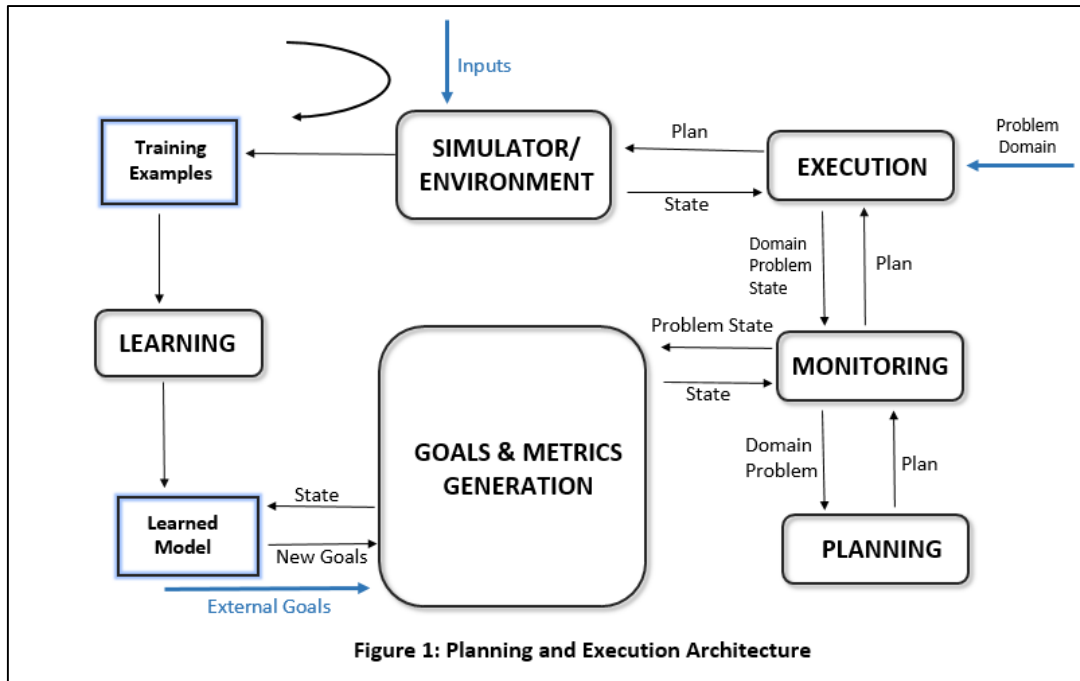 Inputs
Training
Examples
SIMULATOR/
ENVIRONMENT
Plan
State
EXECUTION
Problem
Domain
Domain
Problem
State
Plan
LEARNING
Problem State
State
MONITORING
GOALS & METRICS
GENERATION
Domain
Problem
Plan
State
Learned
Model
New Goals
PLANNING
External Goals
Figure 1: Planning and Execution Architecture